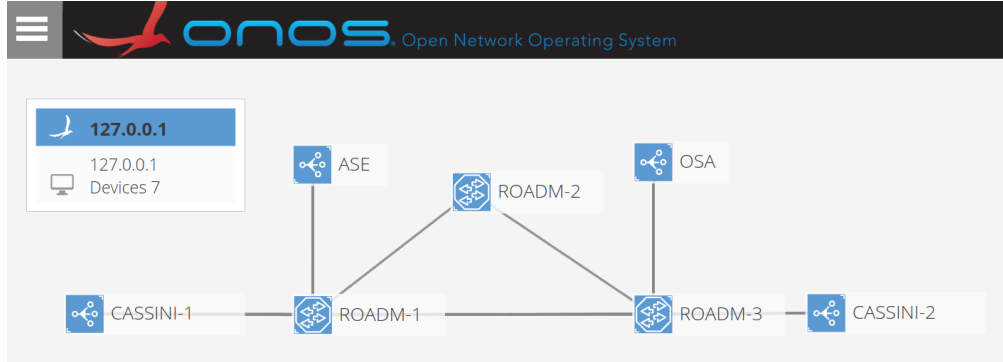 onos. Open Network Operating System
127.0.0.1
127.0.0.1
Devices 7
ASE
OSA
ROADM-2
CASSINI-1
ROADM-1
ROADM-3
CASSINI-2